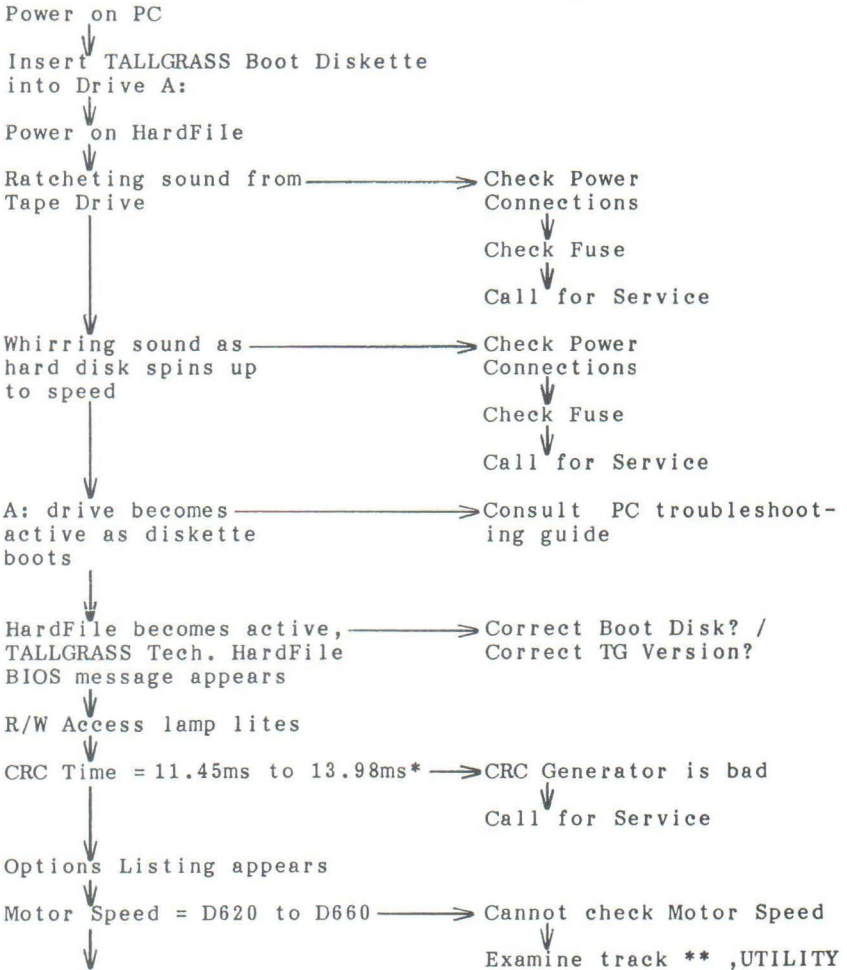 Power on PC
Insert TALLGRASS Boot Diskette
into Drive A:
Power on HardFile
Ratcheting sound from
Tape Drive
Check Power
Connections
Check Fuse
Call for Service
Whirring sound as
hard disk spins up
to speed
Check Power
Connections
Check Fuse
Call for Service
A: drive becomes
active as diskette
boots
Consult PC troubleshoot-
ing guide
HardFile becomes active,
TALLGRASS Tech. HardFile
BIOS message appears
Correct Boot Disk? /
Correct TG Version?
R/W Access lamp lites
CRC Time = 11.45ms to 13.98ms*
CRC Generator is bad
Call for Service
Options Listing appears
Motor Speed = D620 to D660
Cannot check Motor Speed
Examine track ** ,UTILITY